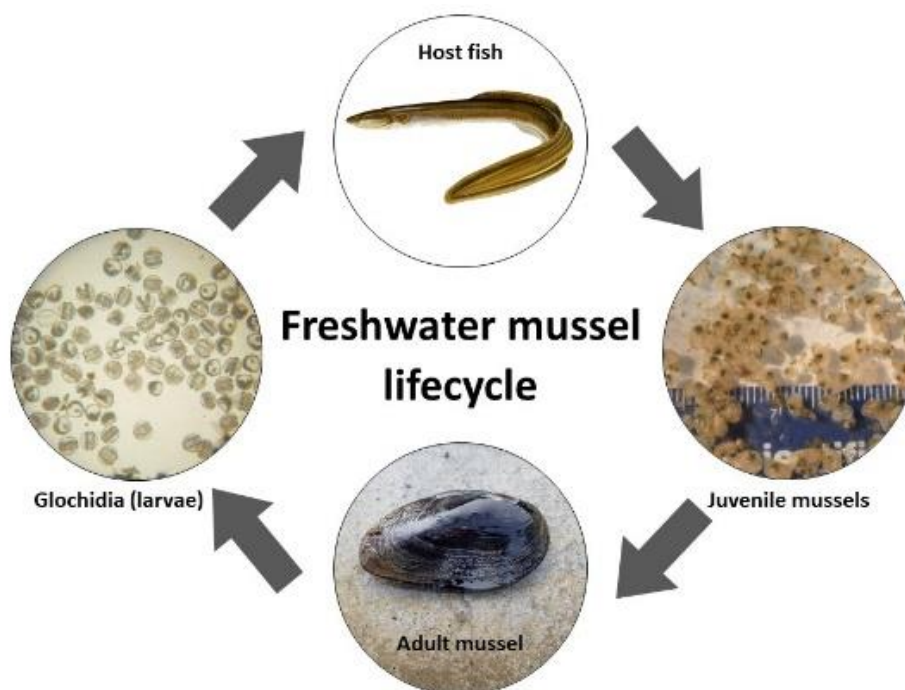 Host fish
Freshwater mussel
lifecycle
Glochidia (larvae)
Juvenile mussels
Adult mussel